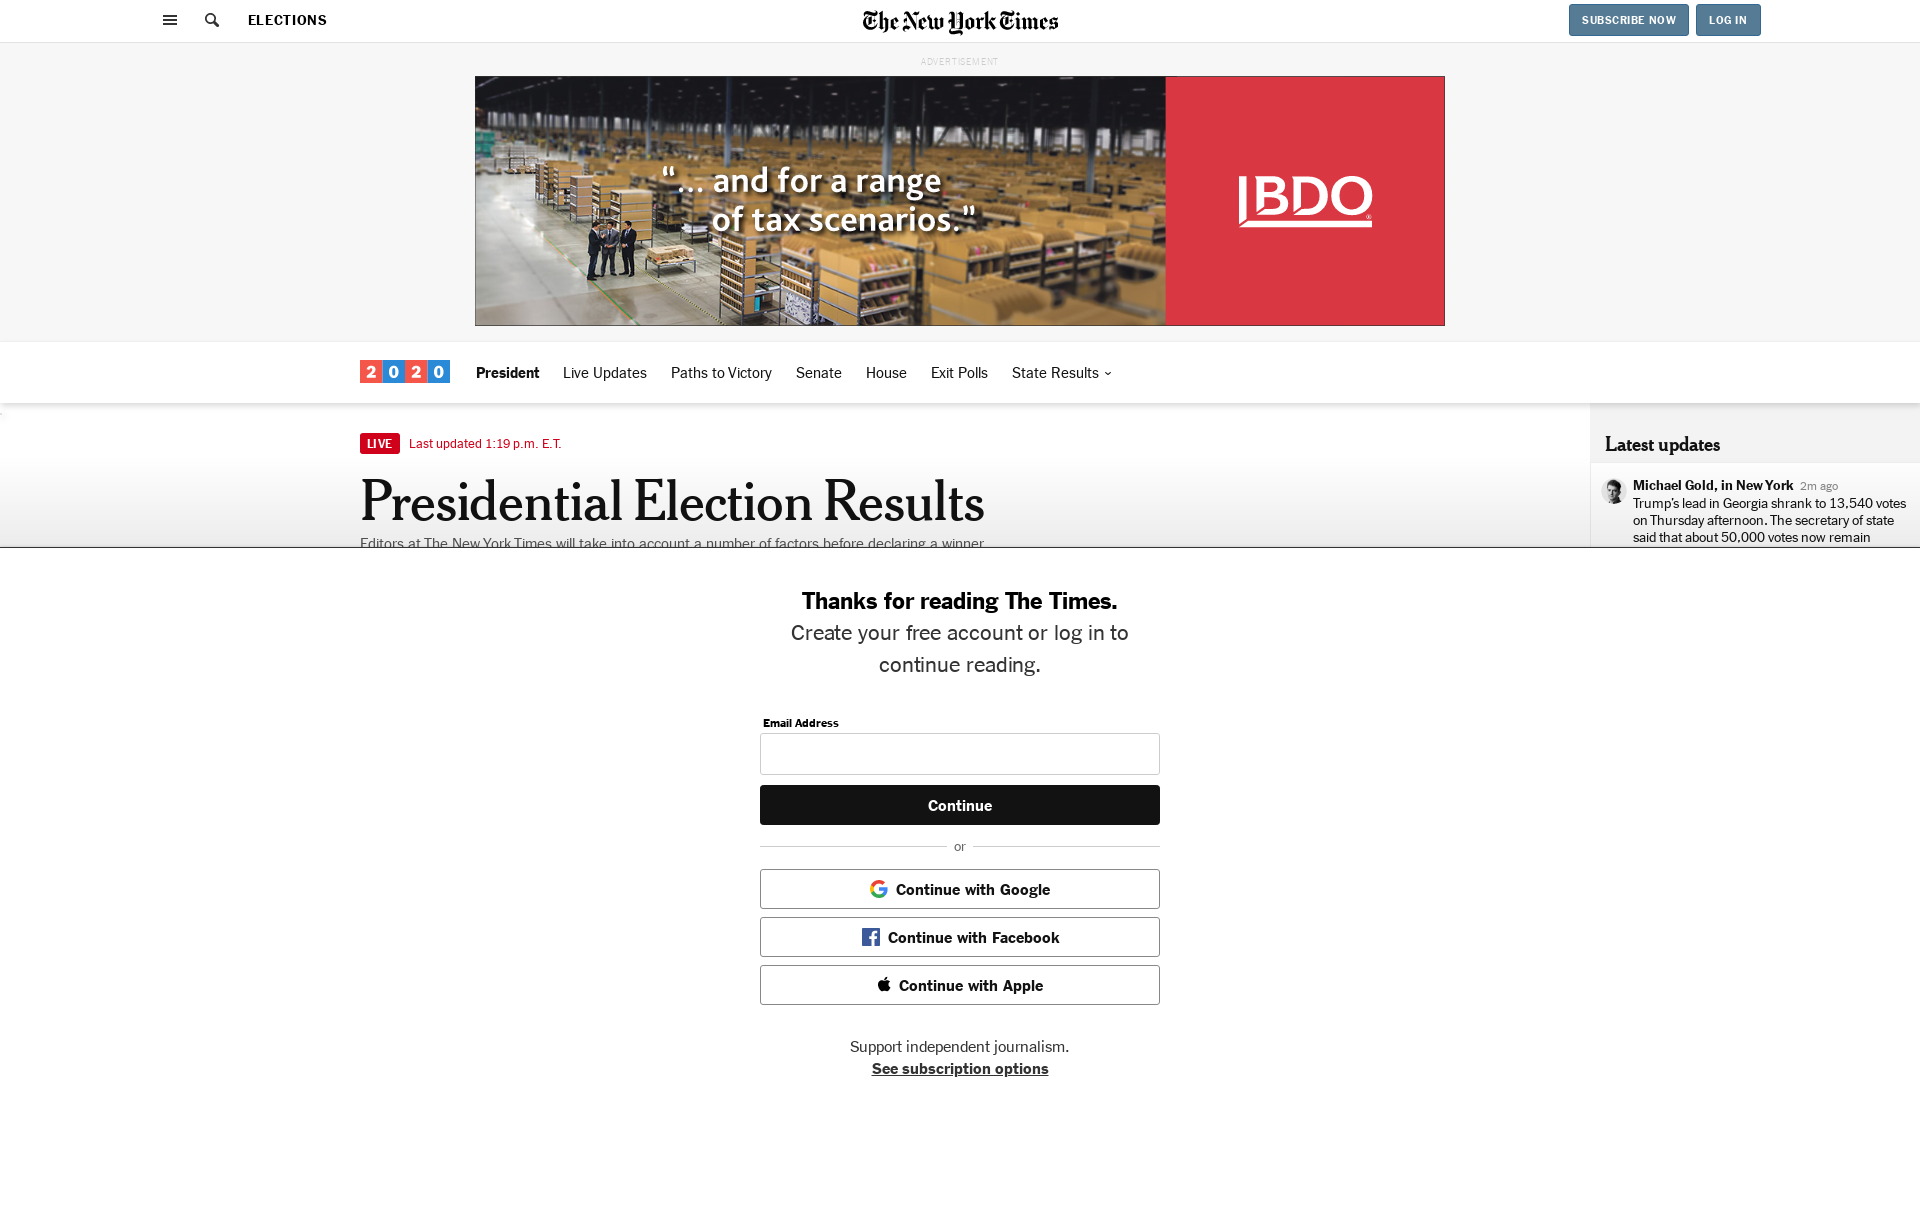 ELECTIONS
The New York Times
SUBSCRIBE NOW
LOG IN
ADVERTISEMENT
“... and for a range
of tax scenarios.”
BDO
®
2020
President
Live Updates
Paths to Victory
Senate
House
Exit Polls
State Results
LIVE
Last updated 1:19 p.m. E.T.
Presidential Election Results
Editors at The New York Times will take into account a number of factors before declaring a winner
Latest updates
Michael Gold, in New York 2m ago
Trump’s lead in Georgia shrank to 13,540 votes
on Thursday afternoon. The secretary of state
said that about 50,000 votes now remain
Thanks for reading The Times.
Create your free account or log in to
continue reading.
Email Address
Continue
or
Continue with Google
Continue with Facebook
Continue with Apple
Support independent journalism.
See subscription options